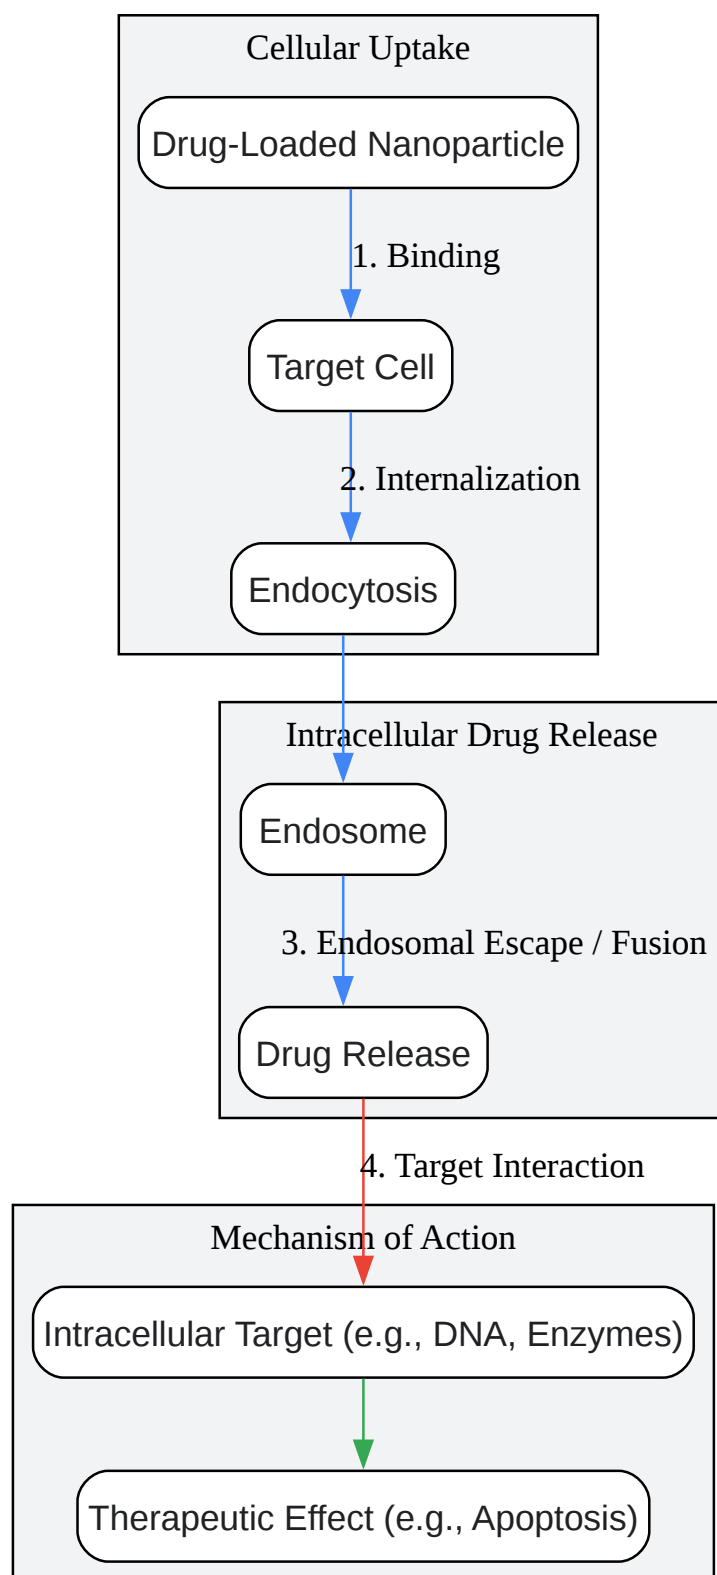 Cellular Uptake
Drug-Loaded Nanoparticle
1. Binding
Target Cell
2. Internalization
Endocytosis
Intracellular Drug Release
Endosome
3. Endosomal Escape / Fusion
Drug Release
4. Target Interaction
Mechanism of Action
Intracellular Target (e.g., DNA, Enzymes)
Therapeutic Effect (e.g., Apoptosis)